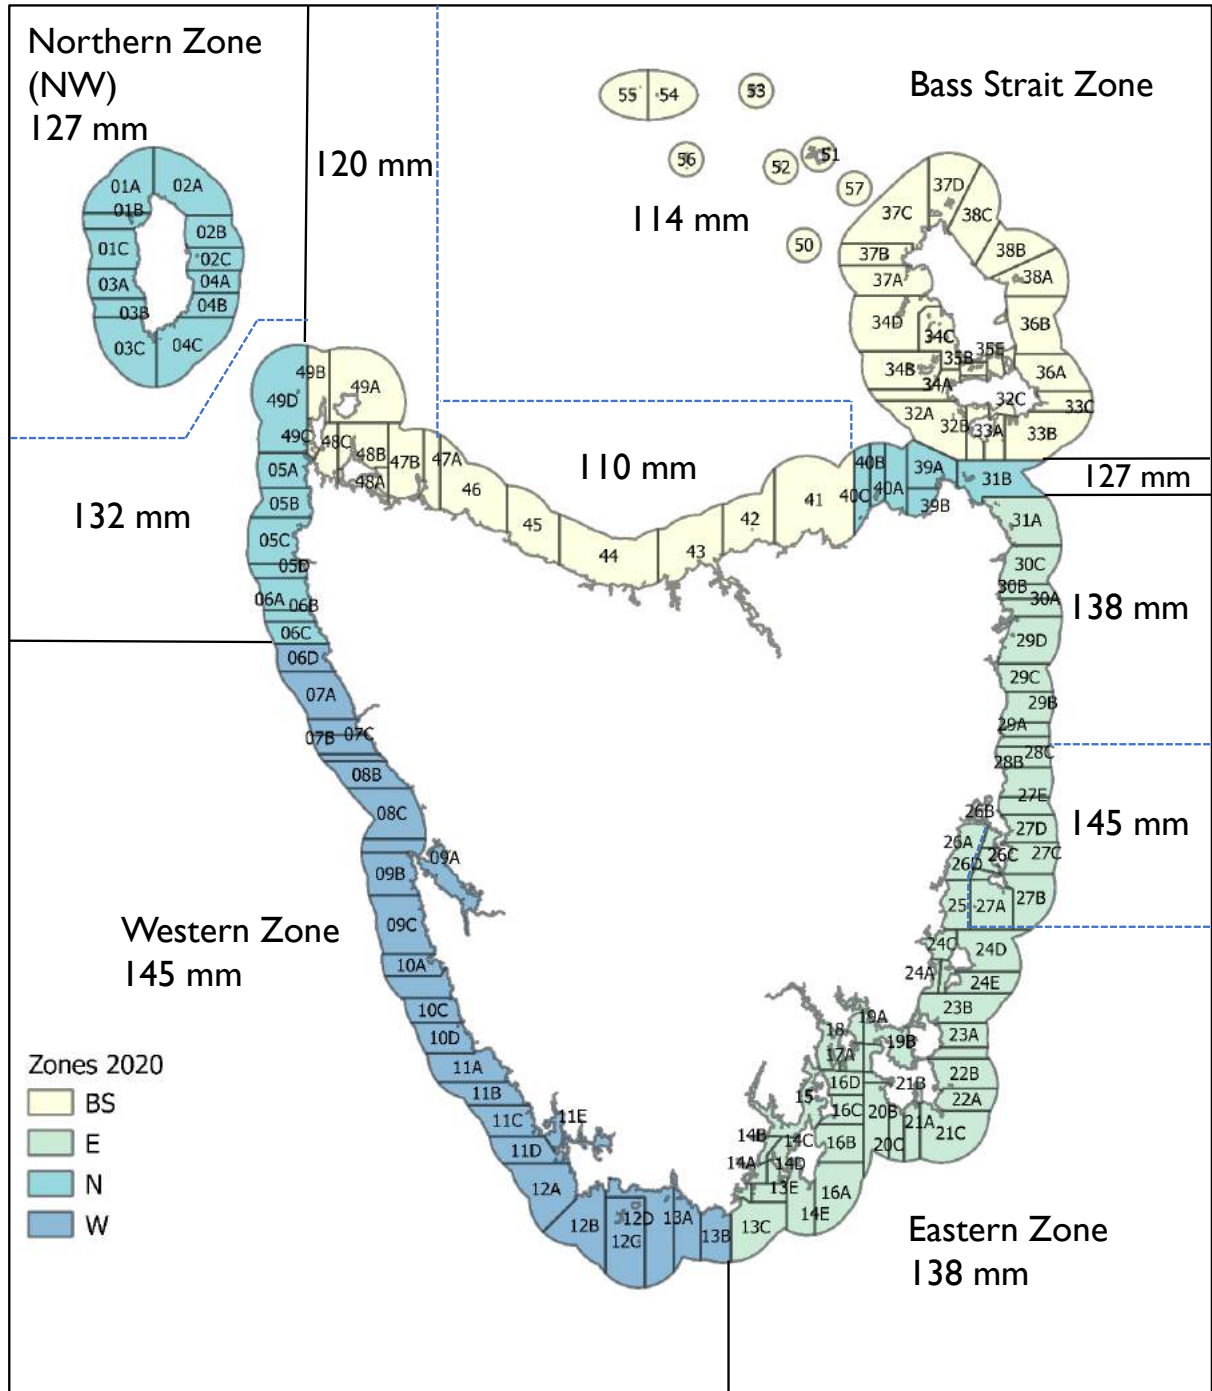 Northern Zone
(NW)
127 mm
120 mm
Bass Strait Zone
55
54
53
56
52
51
57
50
114 mm
01A
02A
01B
02B
01C
02C
03A
04A
03B
04B
03C
04C
37D
37C
38C
38B
37B
38A
37A
34D
36B
34C
35B
35E
34B
34A
36A
32C
33C
32A
32B
33A
33B
49B
49A
49D
49C
48C
48B
47B
47A
48A
46
45
44
43
42
41
110 mm
40B
40A
40C
39A
39B
31B
127 mm
132 mm
05A
05B
05C
05D
06A
06B
06C
06D
07A
07B
07C
08B
08C
09A
09B
09C
10A
10C
10D
11A
11B
11C
11E
11D
12A
12B
12D
12C
13A
13B
31A
30C
30B
30A
138 mm
29D
29C
29B
29A
28C
28B
27E
26B
27D
145 mm
26A
26C
27C
26D
25
27A
27B
24C
24D
24A
24E
23B
19A
18
23A
19B
17A
22B
16D
21B
15
22A
16C
20B
21A
14B
14C
16B
20C
21C
14A
14D
13E
16A
13C
14E
Western Zone
145 mm
Eastern Zone
138 mm
Zones 2020
BS
E
N
W